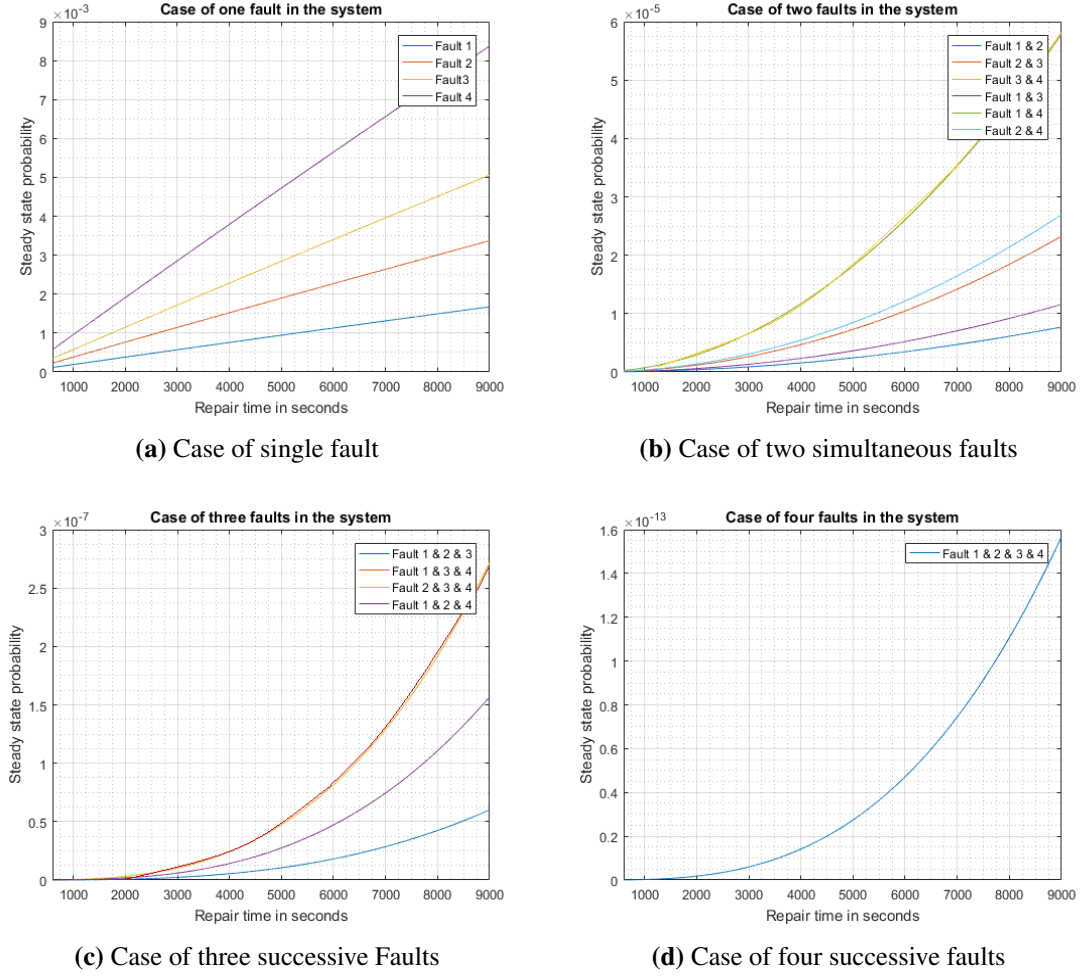 Case of one fault in the system
×10^-3
9
8
7
6
5
4
3
2
1
0
Steady state probability
Fault 1
Fault 2
Fault3
Fault 4
1000 2000 3000 4000 5000 6000 7000 8000 9000
Repair time in seconds
(a) Case of single fault
Case of two faults in the system
×10^-5
6
5
4
3
2
1
0
Steady state probability
Fault 1 & 2
Fault 2 & 3
Fault 3 & 4
Fault 1 & 3
Fault 1 & 4
Fault 2 & 4
1000 2000 3000 4000 5000 6000 7000 8000 9000
Repair time in seconds
(b) Case of two simultaneous faults
Case of three faults in the system
×10^-7
3
2.5
2
1.5
1
0.5
0
Steady state probability
Fault 1 & 2 & 3
Fault 1 & 3 & 4
Fault 2 & 3 & 4
Fault 1 & 2 & 4
1000 2000 3000 4000 5000 6000 7000 8000 9000
Repair time in seconds
(c) Case of three successive Faults
Case of four faults in the system
×10^-13
1.6
1.4
1.2
1
0.8
0.6
0.4
0.2
0
Steady state probability
Fault 1 & 2 & 3 & 4
1000 2000 3000 4000 5000 6000 7000 8000 9000
Repair time in seconds
(d) Case of four successive faults